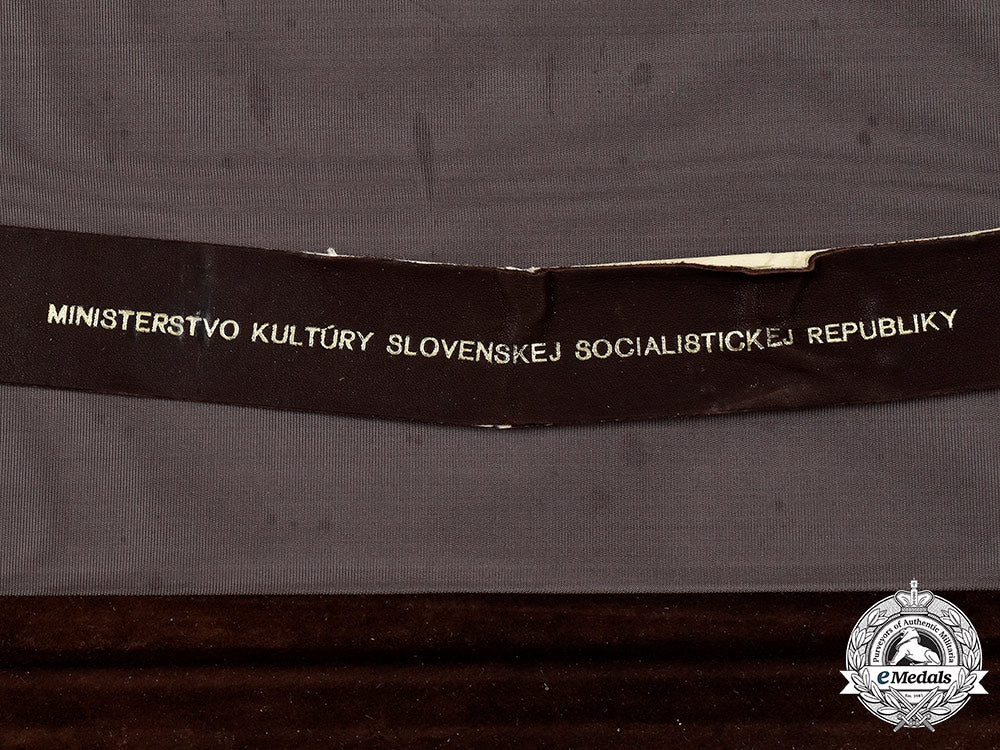 MINISTERSTVO KULTÚRY SLOVENSKEJ SOCIALISTICKEJ REPUBLIKY
Purveyors of Authentic Militaria
eMedals